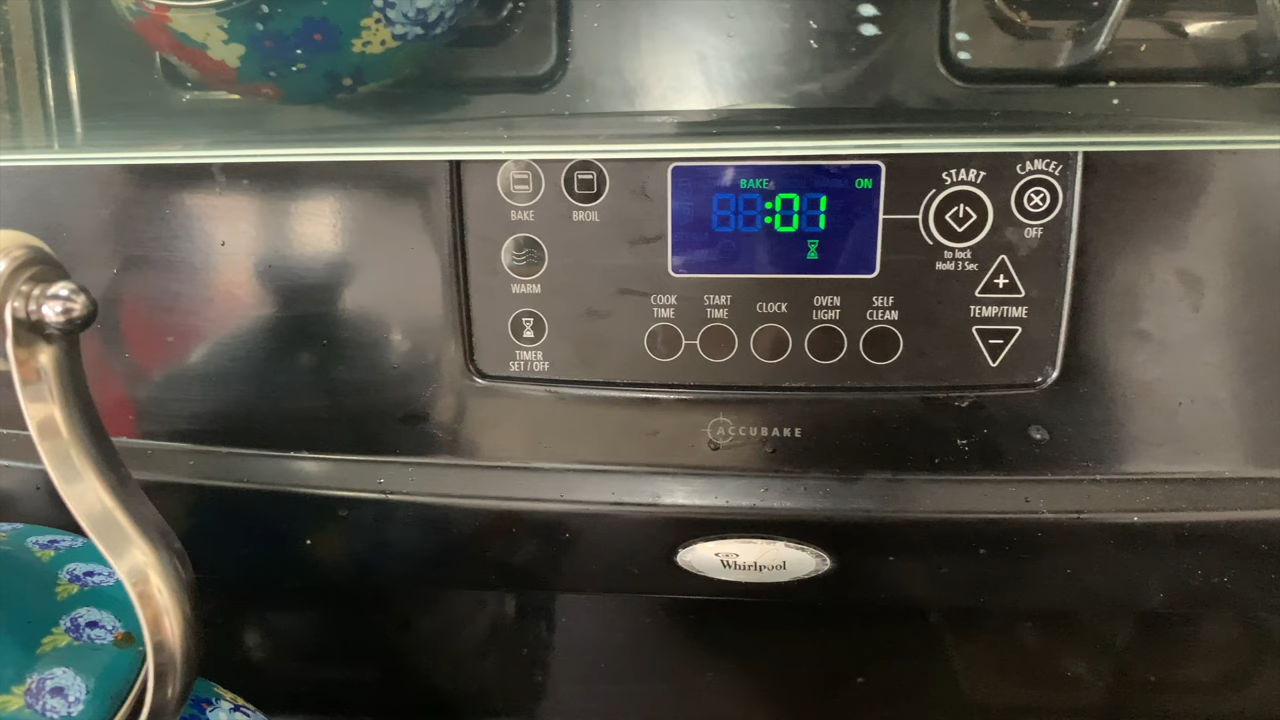 BAKE ON
:01
BAKE
BROIL
WARM
TIMER
SET / OFF
COOK
TIME
START
TIME
CLOCK
OVEN
LIGHT
SELF
CLEAN
START
to lock
Hold 3 Sec
CANCEL
OFF
+
TEMP/TIME
−
ACCUBAKE
Whirlpool